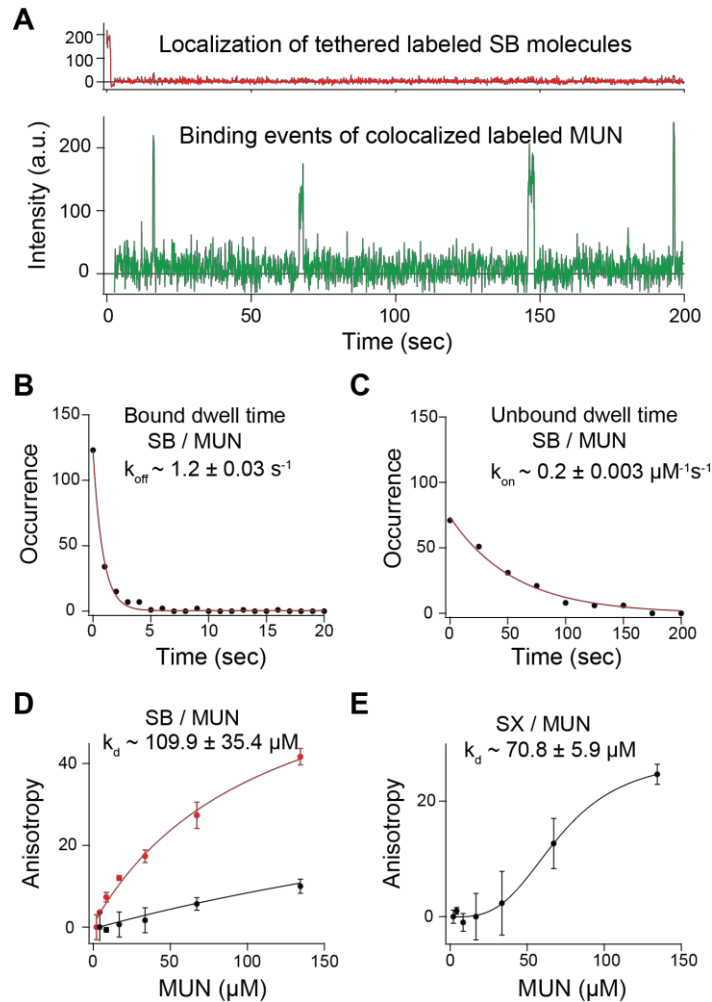 A
Localization of tethered labeled SB molecules
200
100
0
Binding events of colocalized labeled MUN
200
100
0
Intensity (a.u.)
0 50 100 150 200
Time (sec)
B
Bound dwell time
SB / MUN
k_off ~ 1.2 ± 0.03 s⁻¹
150
100
50
0
Occurrence
0 5 10 15 20
Time (sec)
C
Unbound dwell time
SB / MUN
k_on ~ 0.2 ± 0.003 µM⁻¹s⁻¹
150
100
50
0
Occurrence
0 50 100 150 200
Time (sec)
D
SB / MUN
k_d ~ 109.9 ± 35.4 µM
40
20
0
Anisotropy
0 50 100 150
MUN (µM)
E
SX / MUN
k_d ~ 70.8 ± 5.9 µM
20
0
Anisotropy
0 50 100 150
MUN (µM)